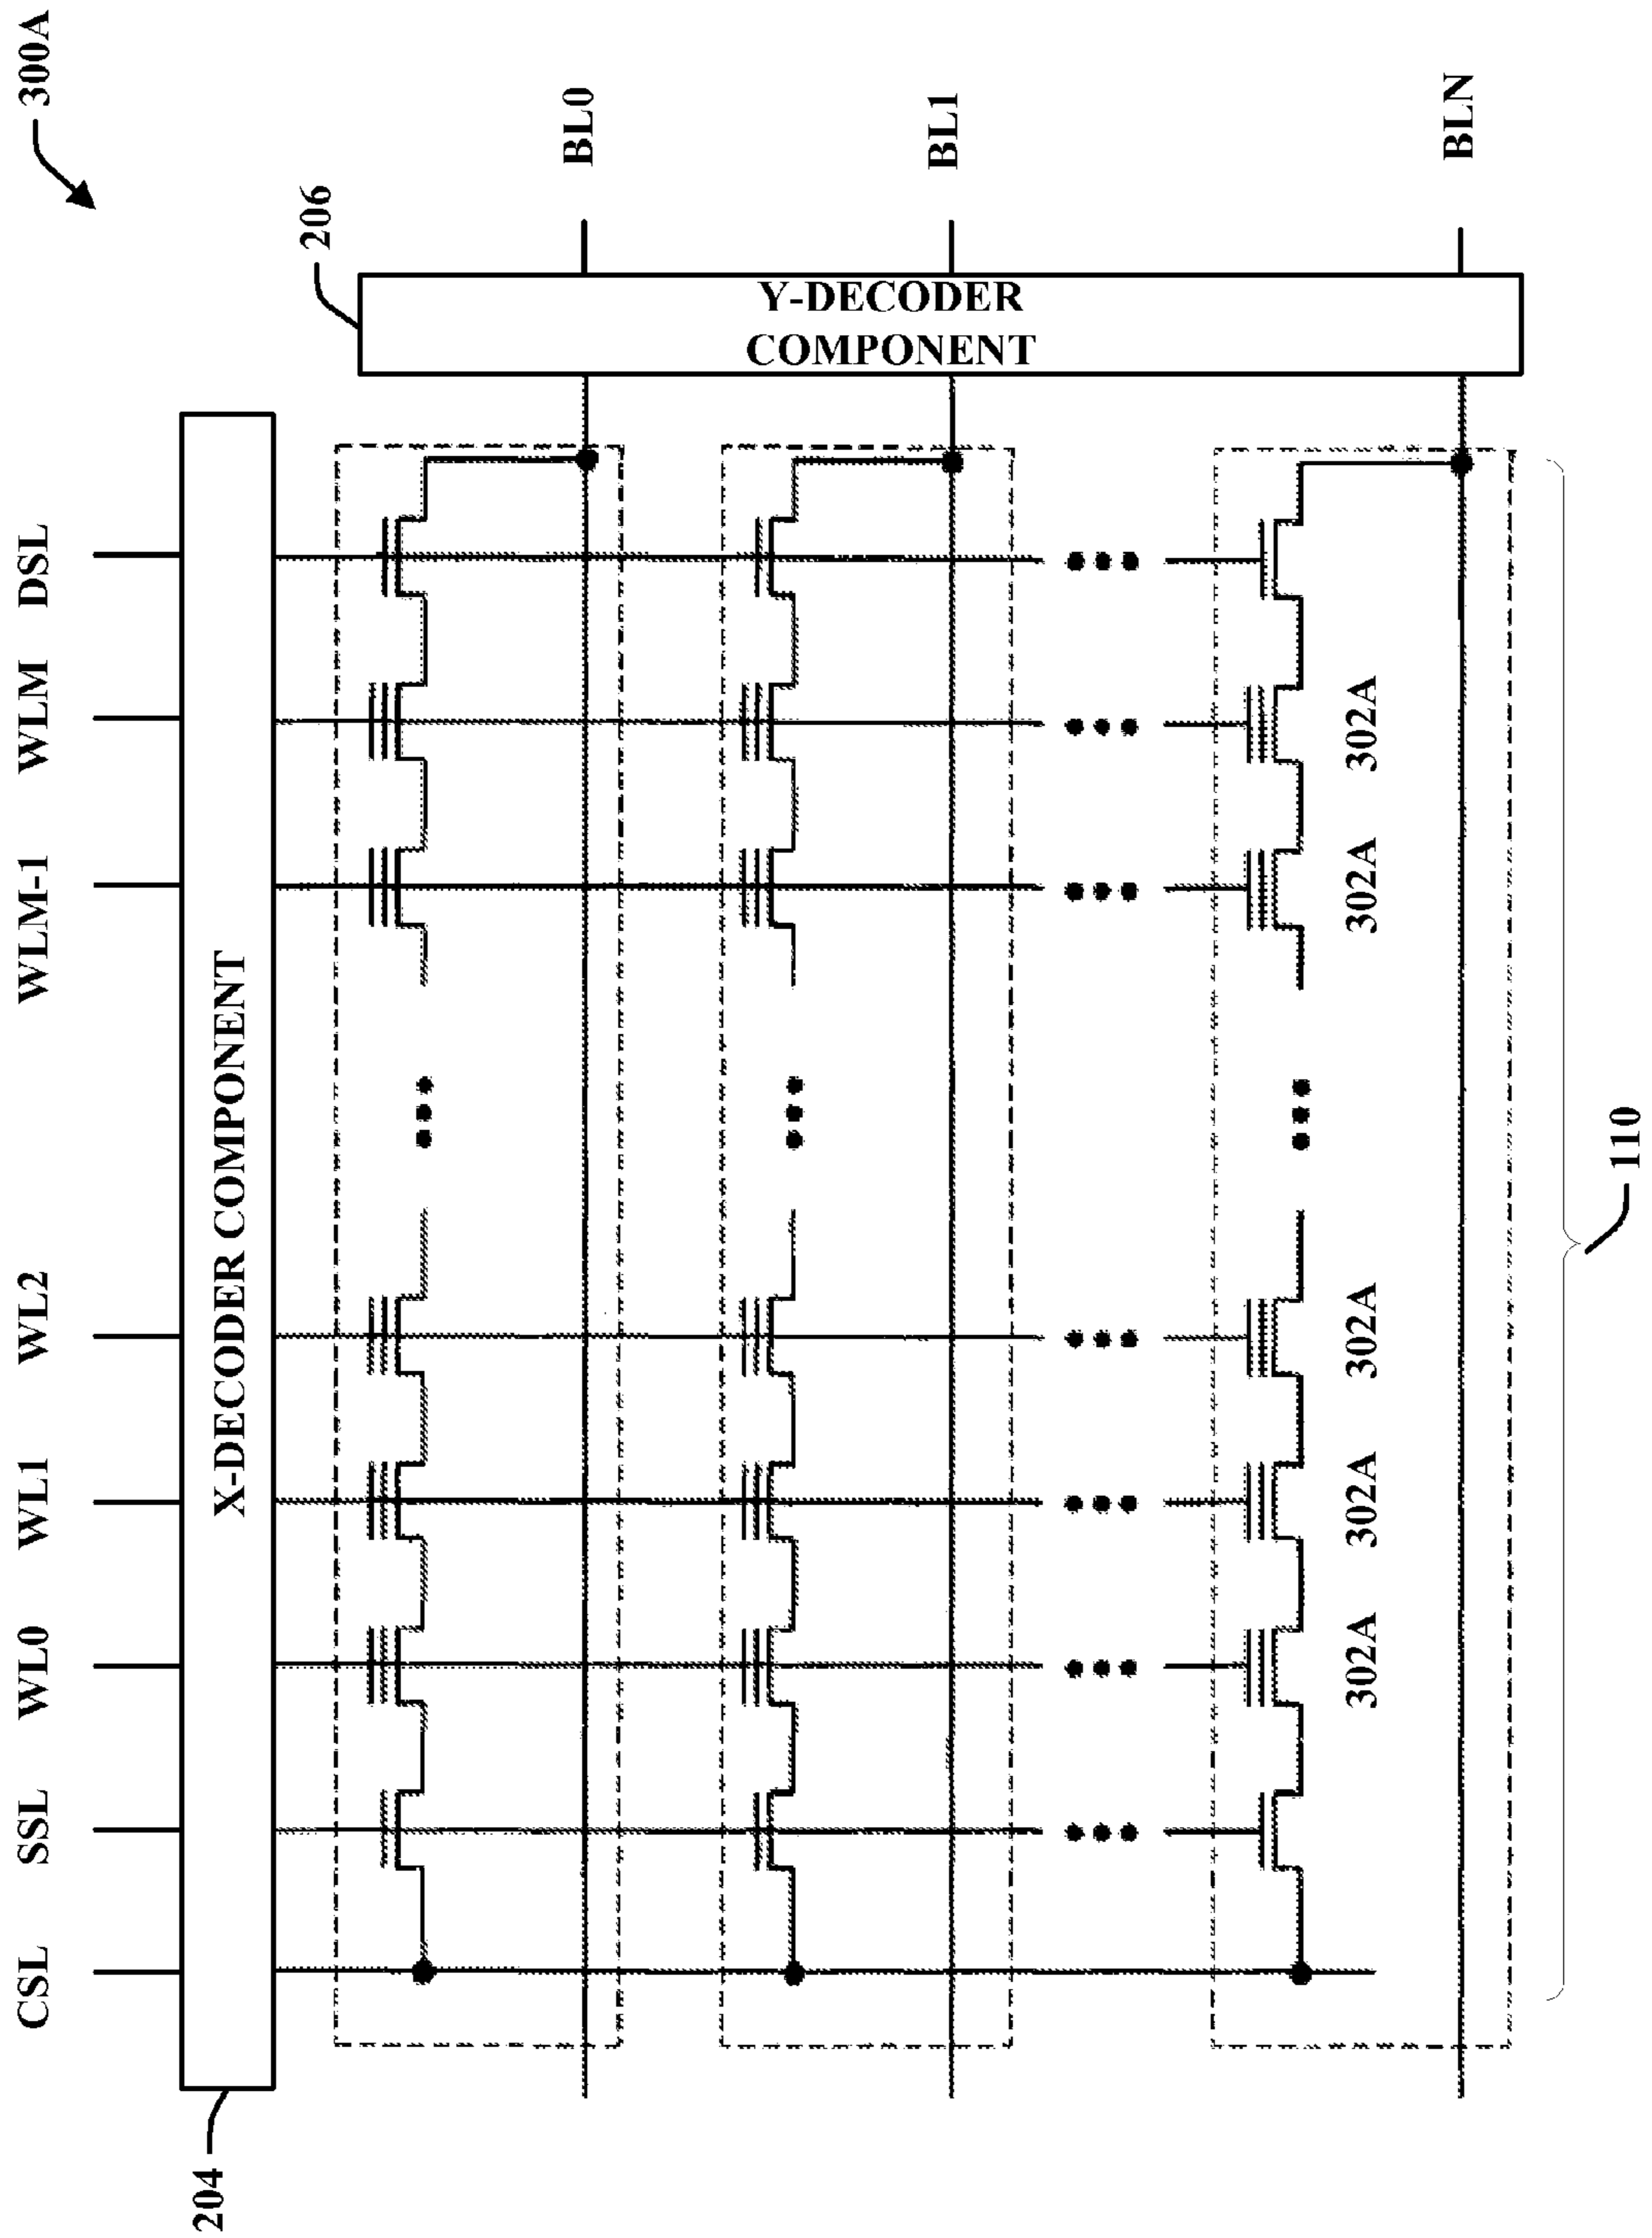 300A
CSL SSL WL0 WL1 WL2 WLM-1 WLM DSL
204
X-DECODER COMPONENT
206
Y-DECODER
COMPONENT
BL0
BL1
302A 302A 302A 302A 302A
BLN
110